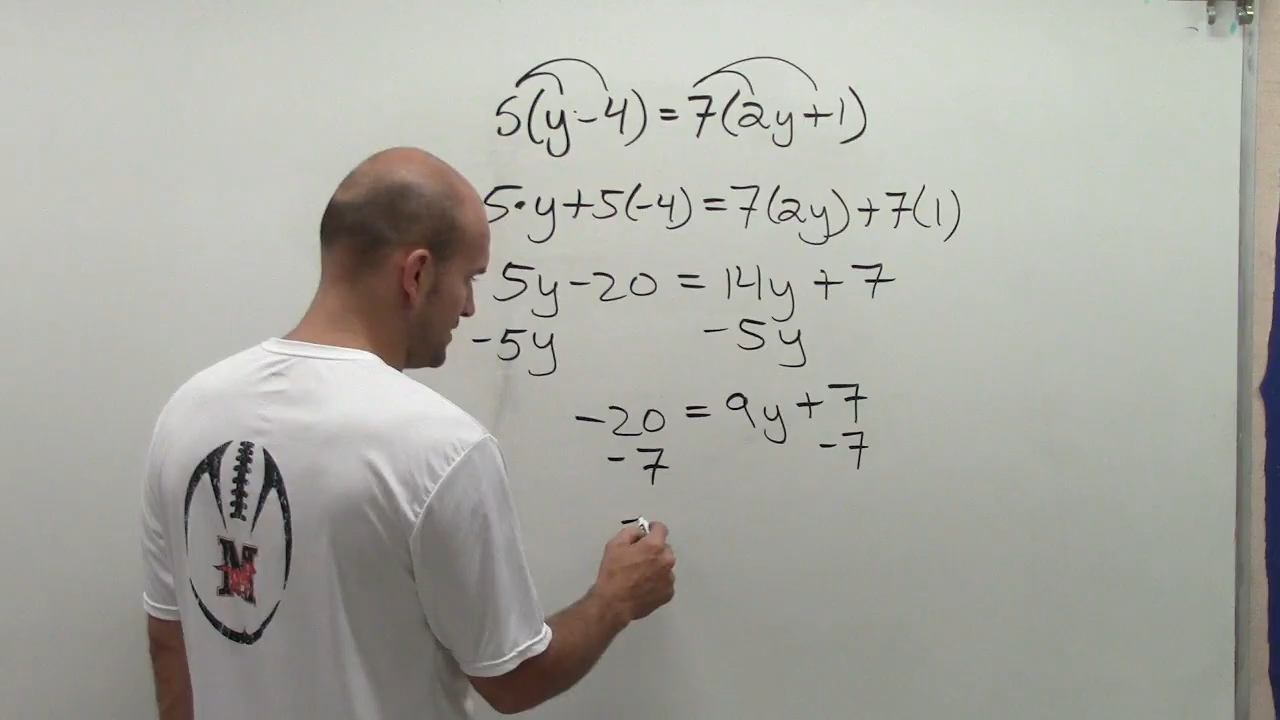 5(y-4)=7(2y+1)
5·y+5(-4)=7(2y)+7(1)
5y-20 = 14y+7
-5y -5y
-20 = 9y+7
-7 -7
-
N